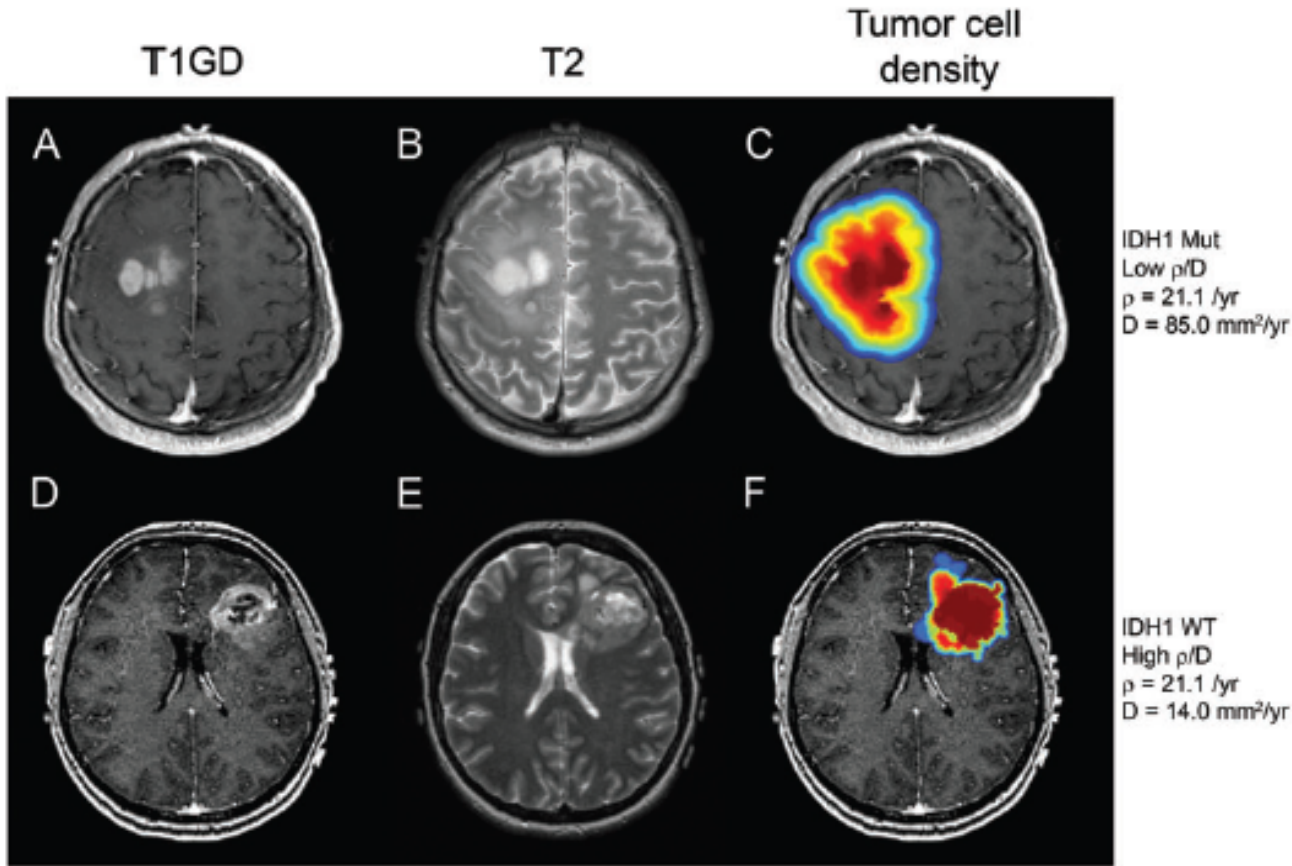 T1GD
T2
Tumor cell
density
A
B
C
IDH1 Mut
Low ρ/D
ρ = 21.1 /yr
D = 85.0 mm²/yr
D
E
F
IDH1 WT
High ρ/D
ρ = 21.1 /yr
D = 14.0 mm²/yr